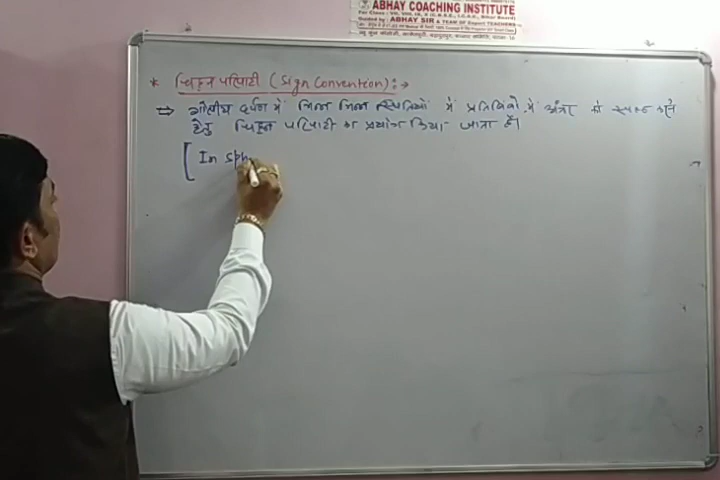 ABHAY COACHING INSTITUTE
Guided by: ABHAY SIR & TEAM OF Expert TEACHERS
* चिह्न परिपाटी (Sign Convention):→
⇒ गोलीय दर्पण में भिन्न भिन्न स्थितियों में प्रतिबिंबों में अंतर को स्पष्ट करने
हेतु चिह्न परिपाटी का प्रयोग किया जाता है।
[In sph